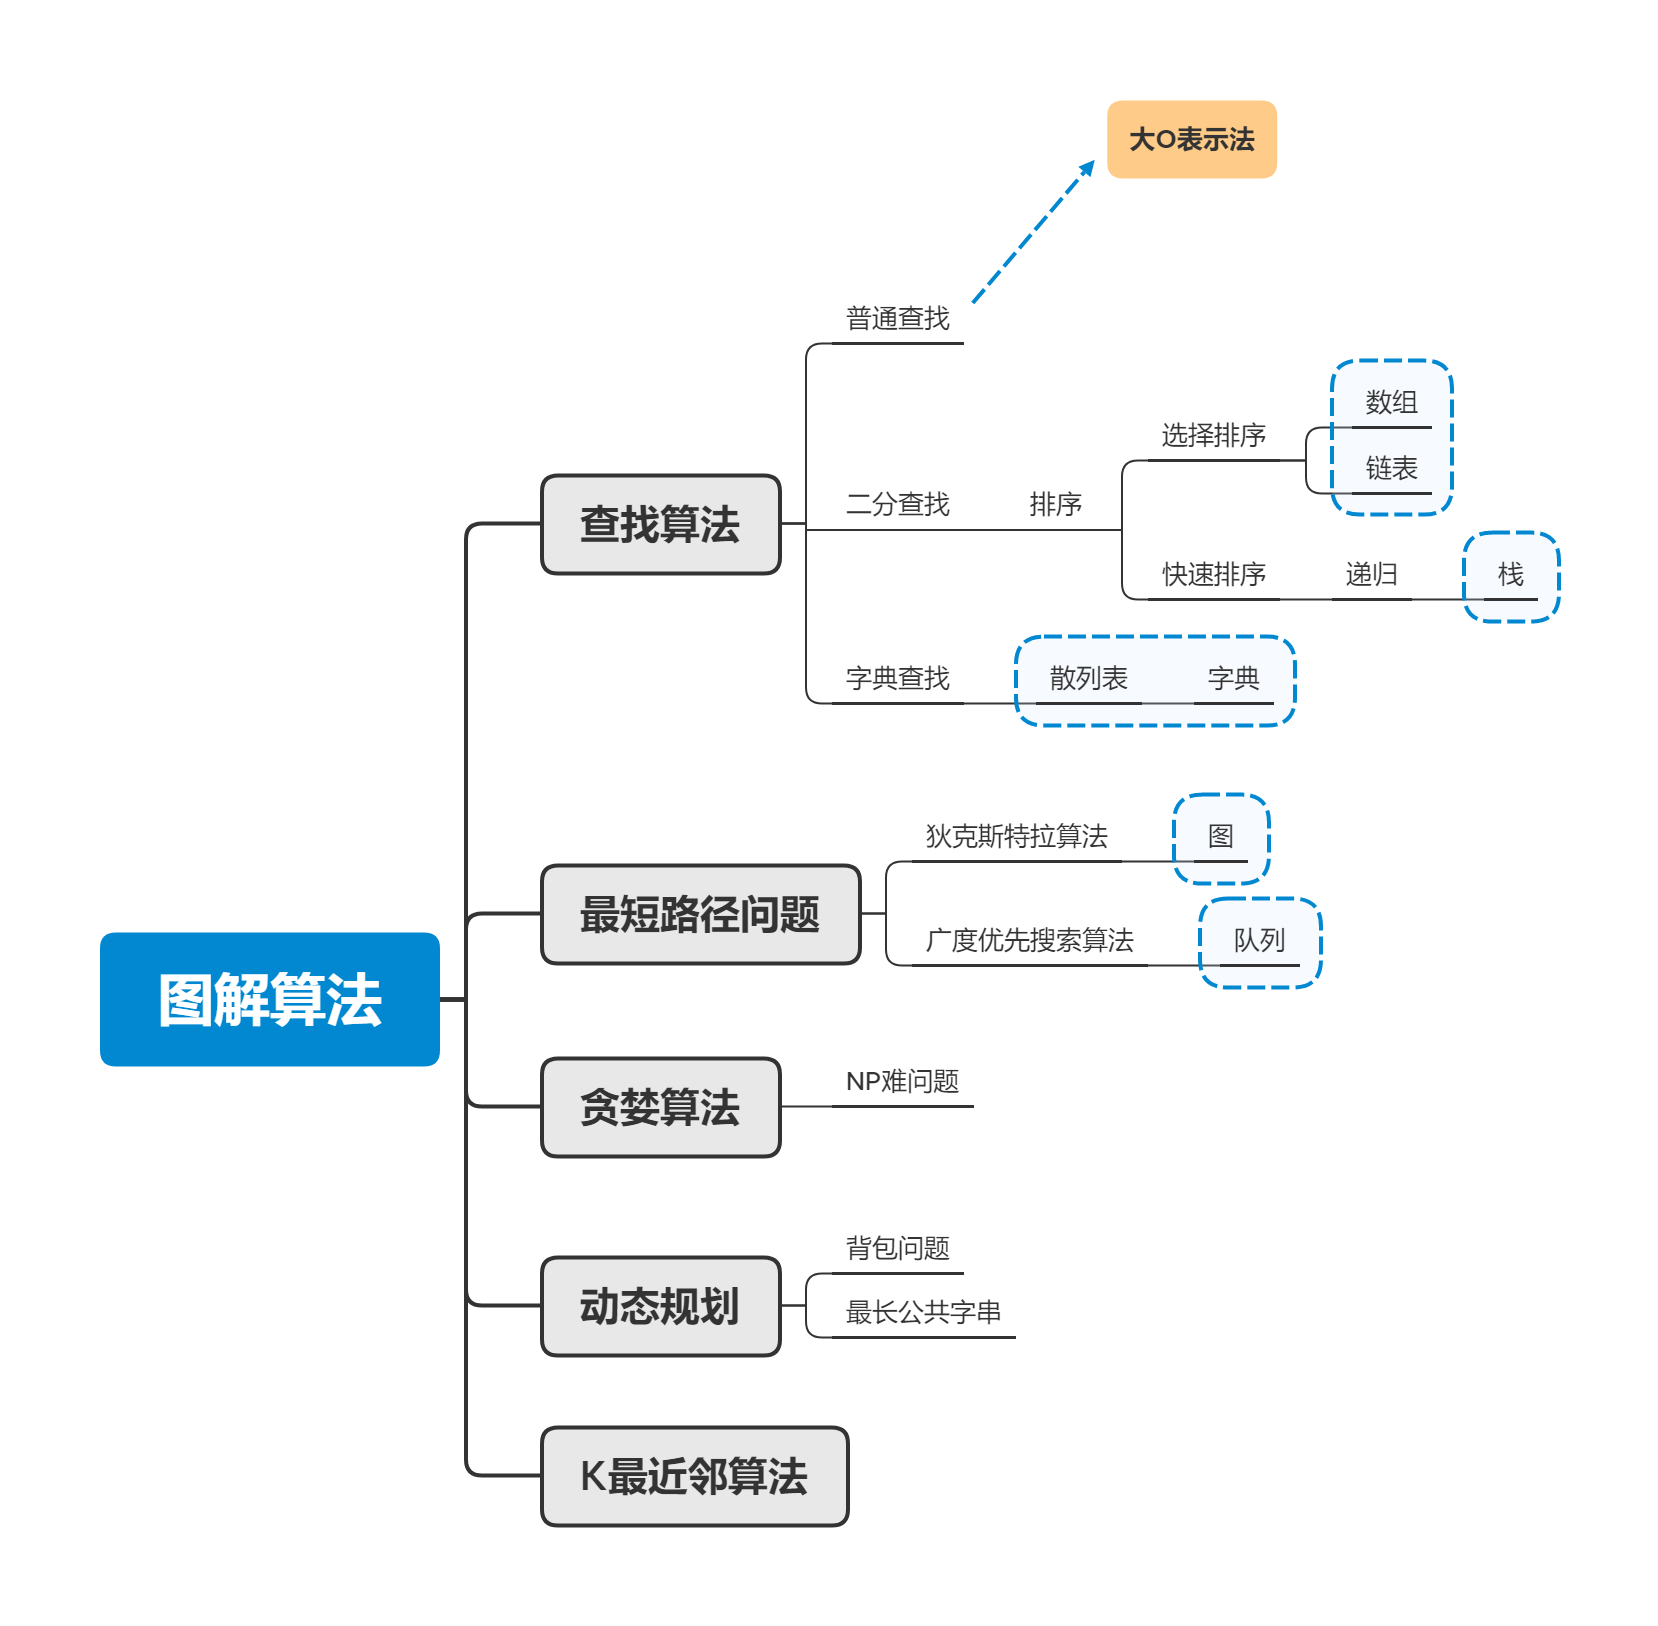 大O表示法
普通查找
数组
选择排序
链表
二分查找
排序
查找算法
快速排序
递归
栈
字典查找
散列表
字典
狄克斯特拉算法
图
最短路径问题
广度优先搜索算法
队列
图解算法
NP难问题
贪婪算法
背包问题
动态规划
最长公共字串
K最近邻算法